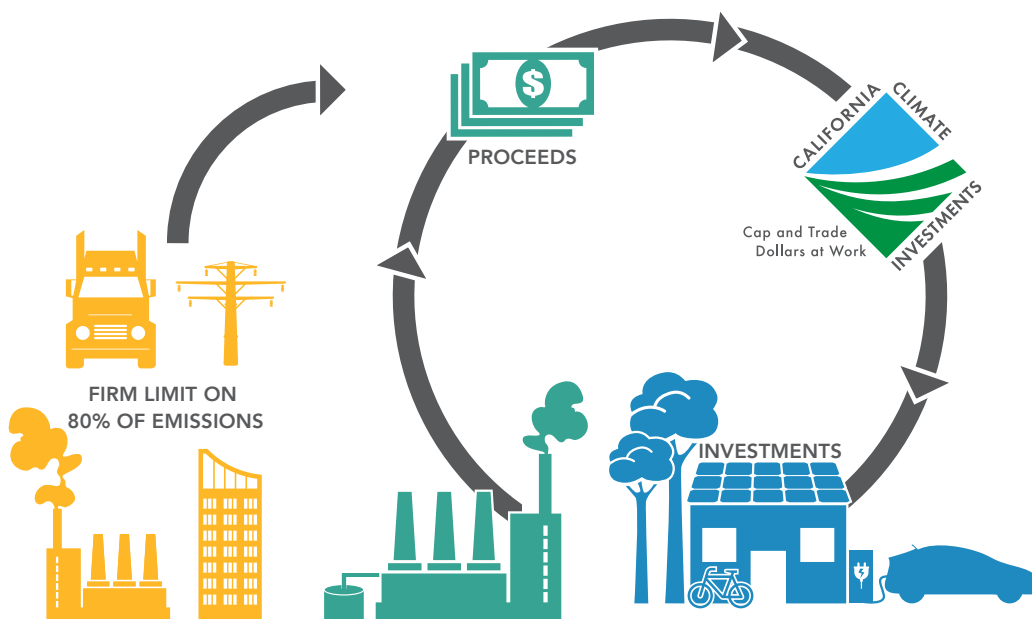 $
PROCEEDS
CALIFORNIA
CLIMATE
INVESTMENTS
Cap and Trade
Dollars at Work
FIRM LIMIT ON
80% OF EMISSIONS
INVESTMENTS